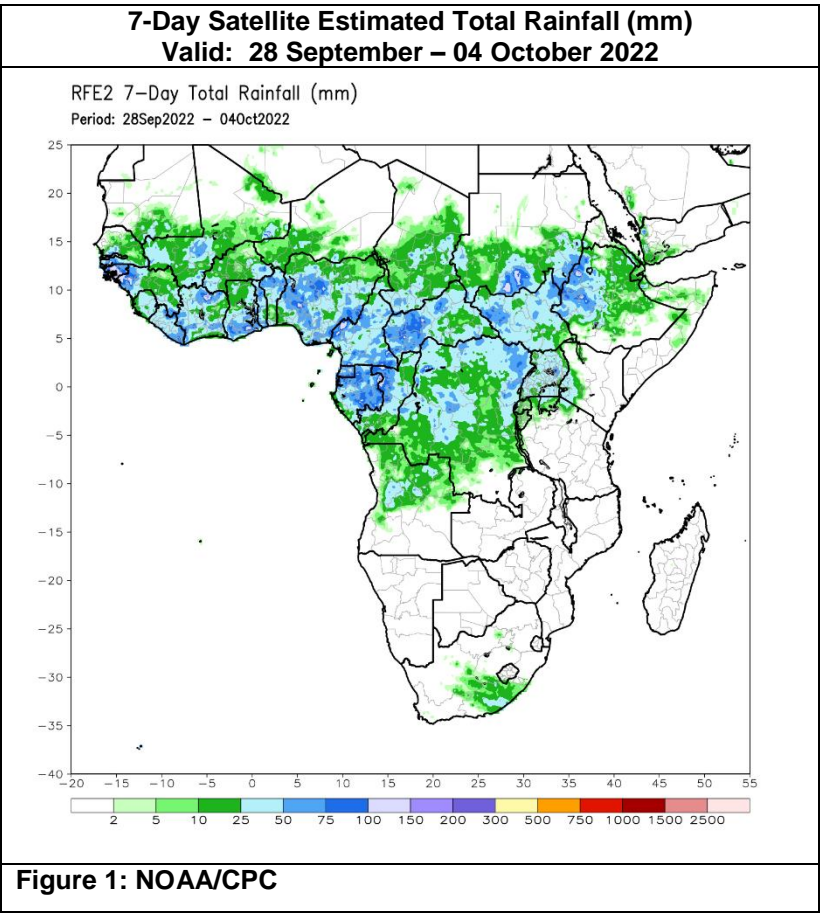 7-Day Satellite Estimated Total Rainfall (mm)
Valid:  28 September – 04 October 2022
RFE2 7-Day Total Rainfall (mm)
Period: 28Sep2022 – 04Oct2022
25
20
15
10
5
0
-5
-10
-15
-20
-25
-30
-35
-40
-20 -15 -10 -5 0 5 10 15 20 25 30 35 40 45 50 55
2 5 10 25 50 75 100 150 200 300 500 750 1000 1500 2500
Figure 1: NOAA/CPC